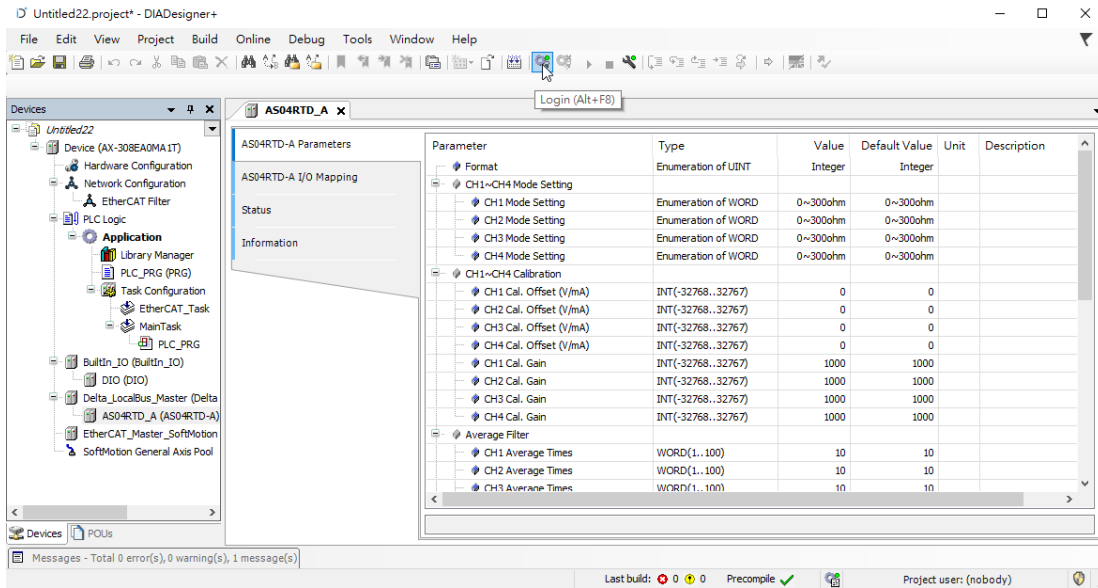 Untitled22.project* - DIADesigner+
File Edit View Project Build Online Debug Tools Window Help
Login (Alt+F8)
Devices
Untitled22
Device (AX-308EA0MA1T)
Hardware Configuration
Network Configuration
EtherCAT Filter
PLC Logic
Application
Library Manager
PLC_PRG (PRG)
Task Configuration
EtherCAT_Task
MainTask
PLC_PRG
BuiltIn_IO (BuiltIn_IO)
DIO (DIO)
Delta_LocalBus_Master (Delta
AS04RTD_A (AS04RTD-A)
EtherCAT_Master_SoftMotion
SoftMotion General Axis Pool
Devices POUs
AS04RTD_A
AS04RTD-A Parameters
AS04RTD-A I/O Mapping
Status
Information
Parameter Type Value Default Value Unit Description
Format Enumeration of UINT Integer Integer
CH1~CH4 Mode Setting
CH1 Mode Setting Enumeration of WORD 0~300ohm 0~300ohm
CH2 Mode Setting Enumeration of WORD 0~300ohm 0~300ohm
CH3 Mode Setting Enumeration of WORD 0~300ohm 0~300ohm
CH4 Mode Setting Enumeration of WORD 0~300ohm 0~300ohm
CH1~CH4 Calibration
CH1 Cal. Offset (V/mA) INT(-32768..32767) 0 0
CH2 Cal. Offset (V/mA) INT(-32768..32767) 0 0
CH3 Cal. Offset (V/mA) INT(-32768..32767) 0 0
CH4 Cal. Offset (V/mA) INT(-32768..32767) 0 0
CH1 Cal. Gain INT(-32768..32767) 1000 1000
CH2 Cal. Gain INT(-32768..32767) 1000 1000
CH3 Cal. Gain INT(-32768..32767) 1000 1000
CH4 Cal. Gain INT(-32768..32767) 1000 1000
Average Filter
CH1 Average Times WORD(1..100) 10 10
CH2 Average Times WORD(1..100) 10 10
CH3 Average Times WORD(1..100) 10 10
Messages - Total 0 error(s), 0 warning(s), 1 message(s)
Last build: 0 0 Precompile Project user: (nobody)